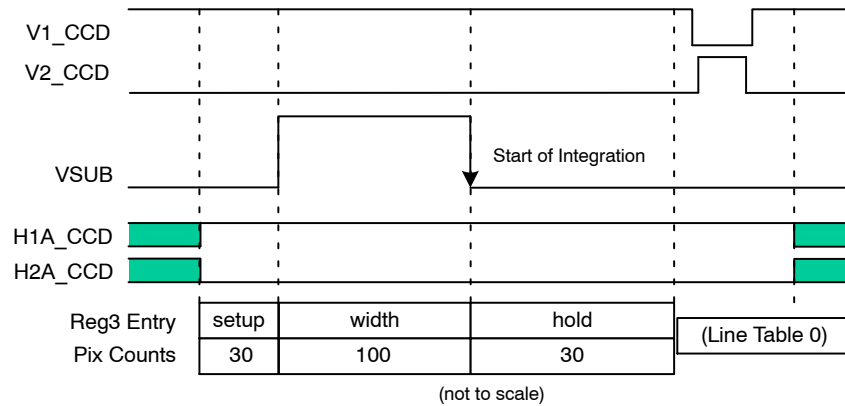 V1_CCD
V2_CCD
VSUB
Start of Integration
H1A_CCD
H2A_CCD
Reg3 Entry setup width hold (Line Table 0)
Pix Counts 30 100 30
(not to scale)